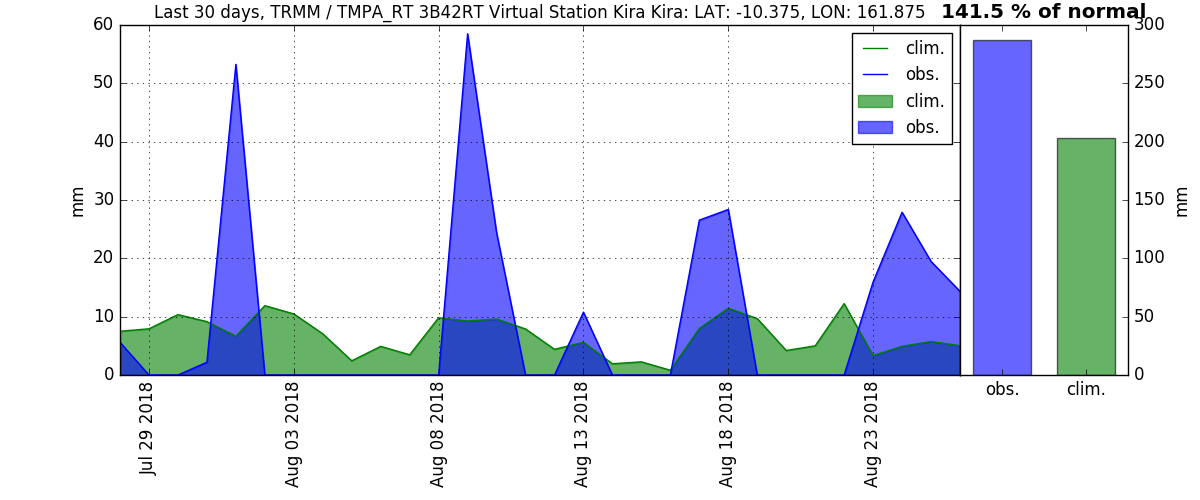 Last 30 days, TRMM / TMPA_RT 3B42RT Virtual Station Kira Kira: LAT: -10.375, LON: 161.875 141.5 % of normal
60
50
40
30
20
10
0
mm
clim.
obs.
clim.
obs.
Jul 29 2018
Aug 03 2018
Aug 08 2018
Aug 13 2018
Aug 18 2018
Aug 23 2018
300
250
200
150
100
50
0
mm
obs. clim.